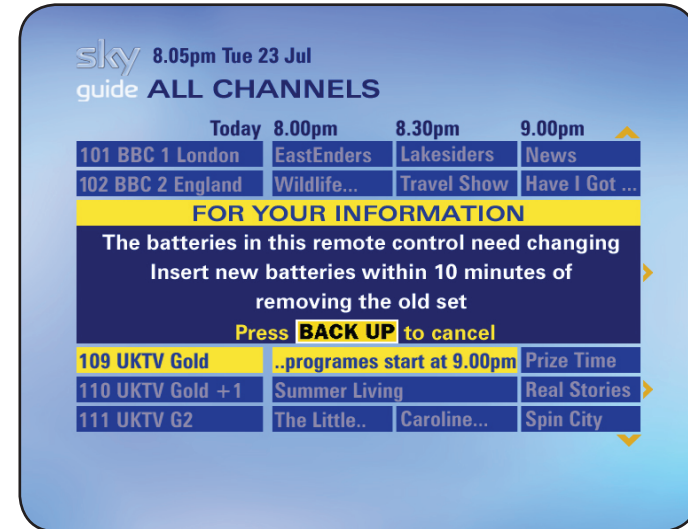 sky 8.05pm Tue 23 Jul
guide ALL CHANNELS
Today 8.00pm 8.30pm 9.00pm
101 BBC 1 London EastEnders Lakesiders News
102 BBC 2 England Wildlife... Travel Show Have I Got ...
FOR YOUR INFORMATION
The batteries in this remote control need changing
Insert new batteries within 10 minutes of
removing the old set
Press BACK UP to cancel
109 UKTV Gold ..programes start at 9.00pm Prize Time
110 UKTV Gold +1 Summer Living Real Stories
111 UKTV G2 The Little.. Caroline... Spin City